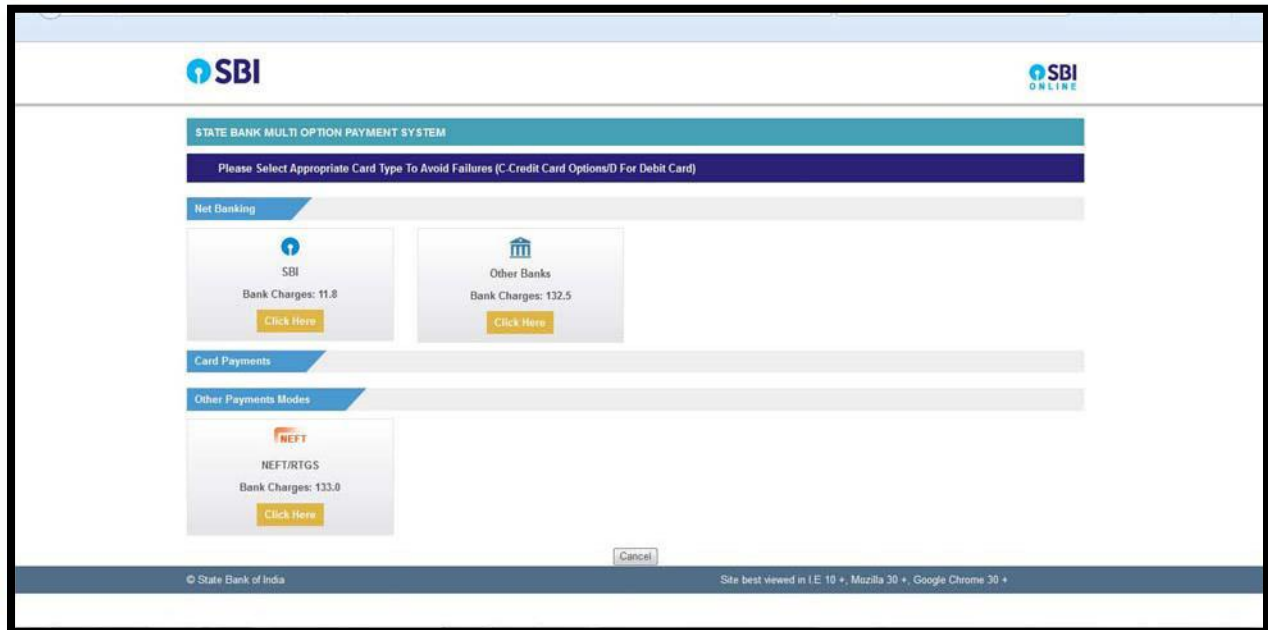 SBI
SBI
ONLINE
STATE BANK MULTI OPTION PAYMENT SYSTEM
Please Select Appropriate Card Type To Avoid Failures (C-Credit Card Options/D For Debit Card)
Net Banking
SBI
Bank Charges: 11.8
Click Here
Other Banks
Bank Charges: 132.5
Click Here
Card Payments
Other Payments Modes
NEFT
NEFT/RTGS
Bank Charges: 133.0
Click Here
Cancel
© State Bank of India
Site best viewed in I.E 10 +, Mozilla 30 +, Google Chrome 30 +